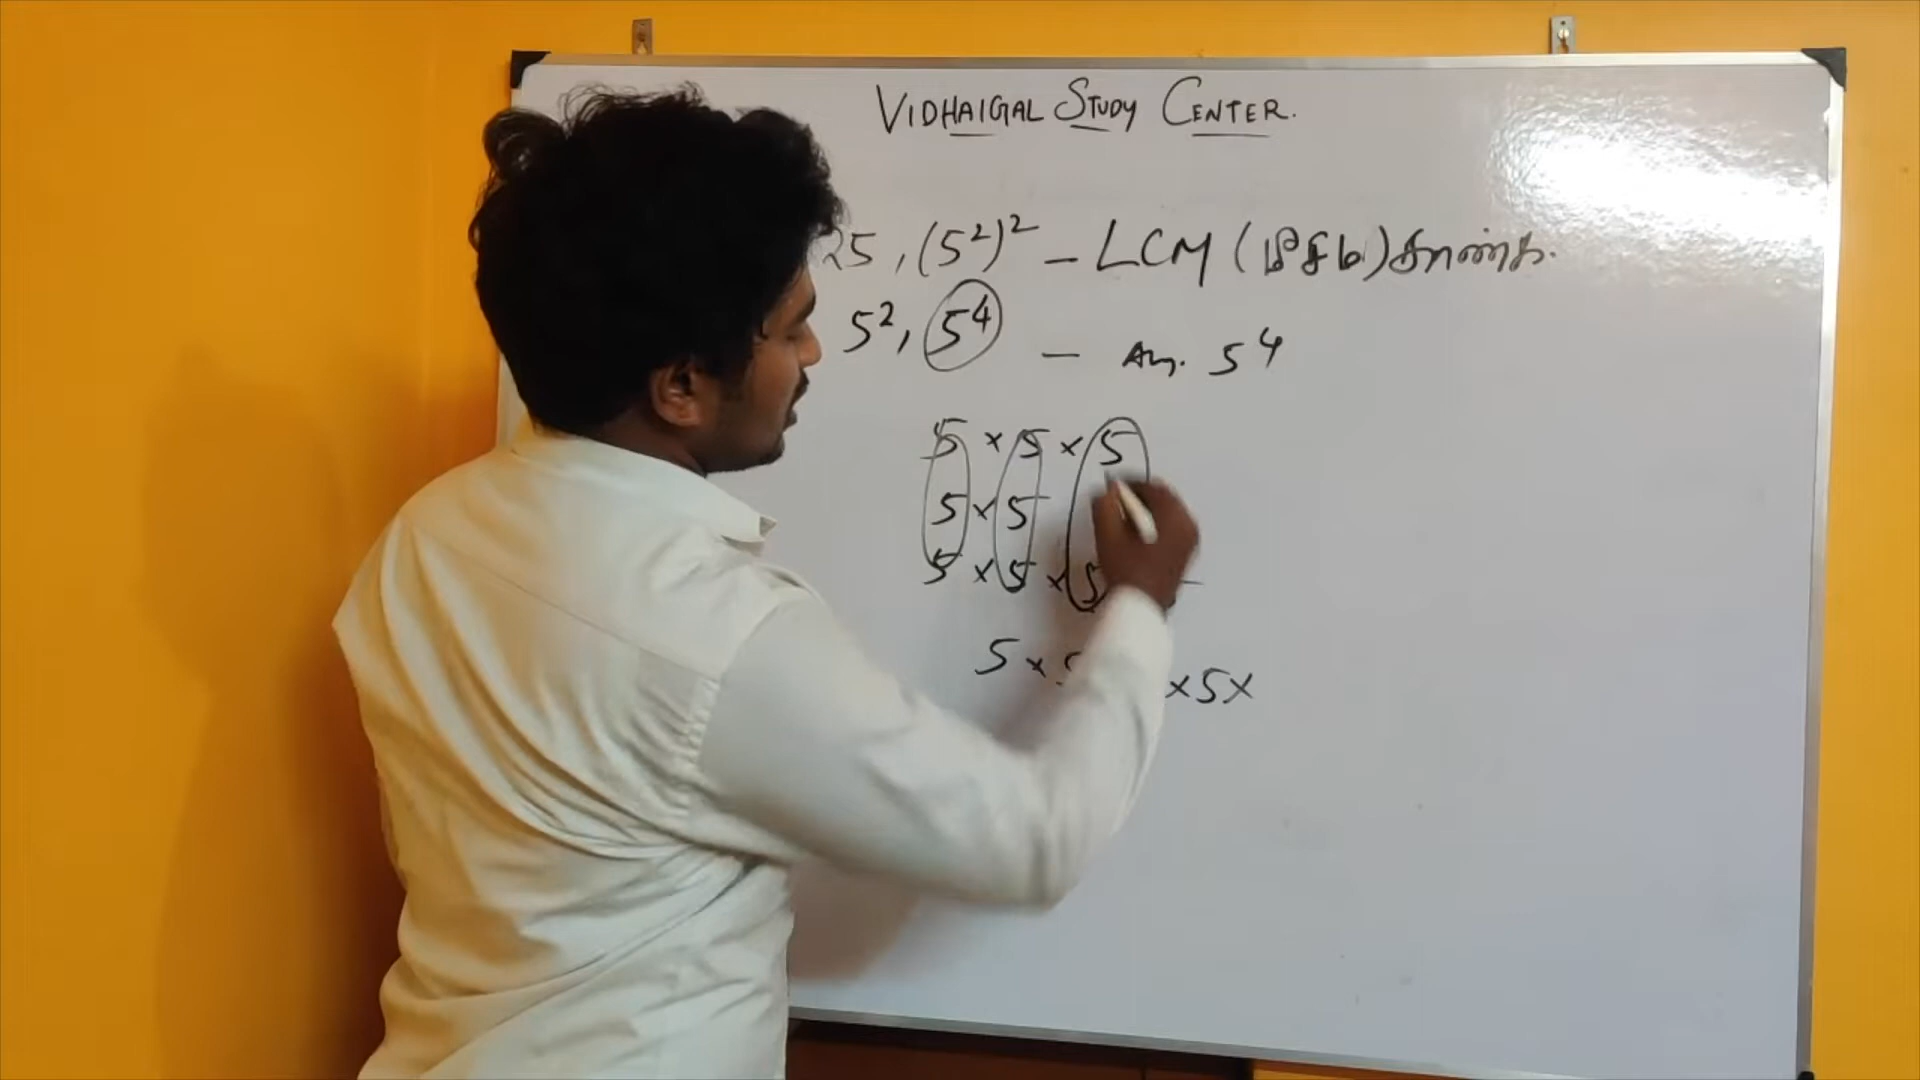 VIDHAIGAL STUDY CENTER.
25, (5²)² – LCM (மீசிம) காண்க.
5², 5⁴ – Ans. 5⁴
5 × 5 × 5
5 × 5
5 × 5 × 5
5 × 5 × 5 ×